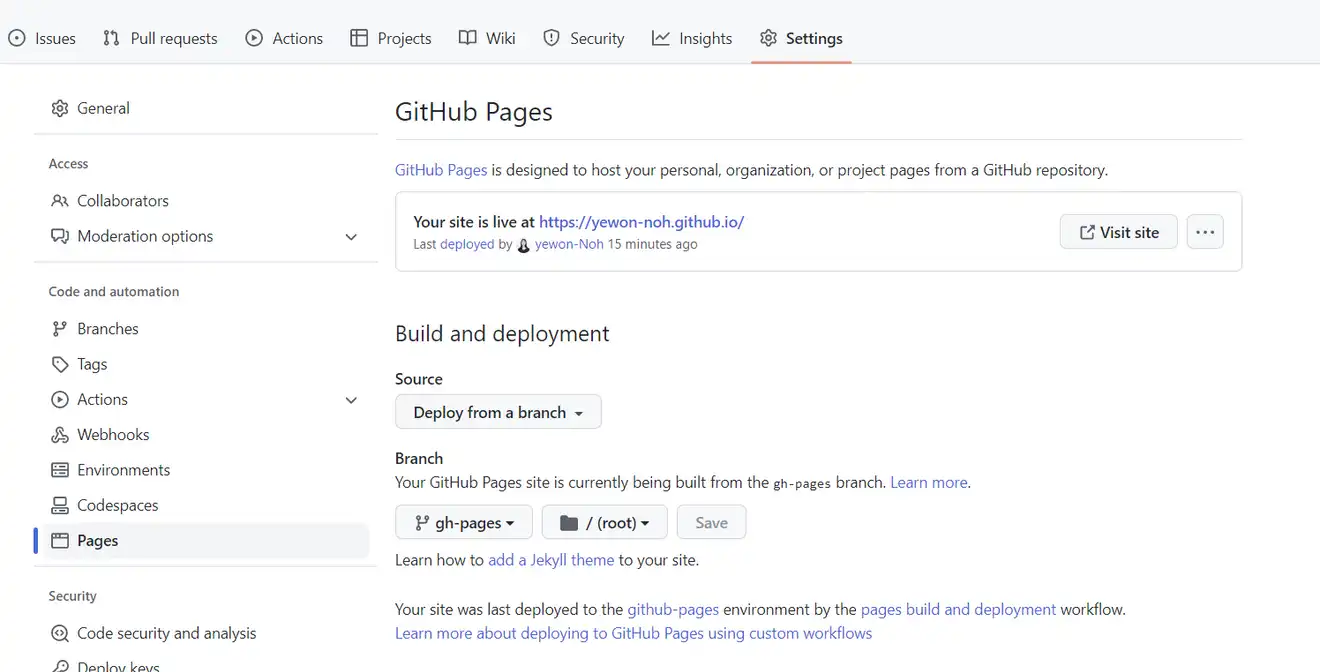 Issues Pull requests Actions Projects Wiki Security Insights Settings
General
Access
Collaborators
Moderation options
Code and automation
Branches
Tags
Actions
Webhooks
Environments
Codespaces
Pages
Security
Code security and analysis
Deploy keys
GitHub Pages
GitHub Pages is designed to host your personal, organization, or project pages from a GitHub repository.
Your site is live at https://yewon-noh.github.io/
Last deployed by yewon-Noh 15 minutes ago
Visit site
Build and deployment
Source
Deploy from a branch
Branch
Your GitHub Pages site is currently being built from the gh-pages branch. Learn more.
gh-pages / (root) Save
Learn how to add a Jekyll theme to your site.
Your site was last deployed to the github-pages environment by the pages build and deployment workflow.
Learn more about deploying to GitHub Pages using custom workflows